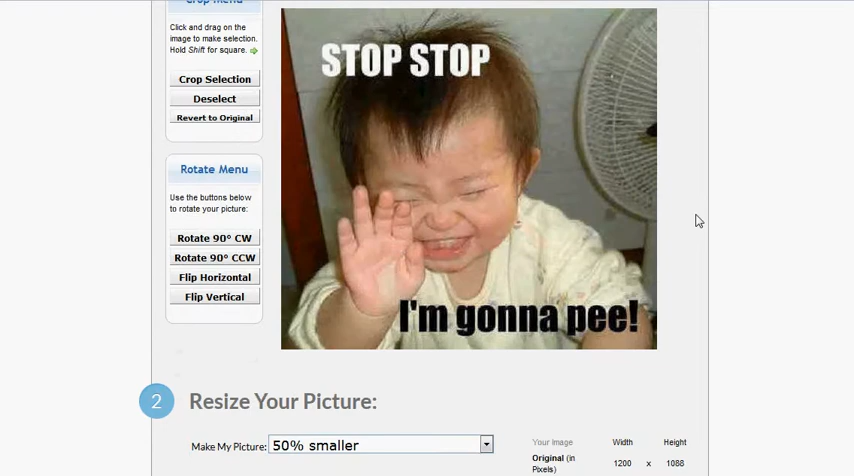 Crop Menu
Click and drag on the
image to make selection.
Hold Shift for square.
Crop Selection
Deselect
Revert to Original
Rotate Menu
Use the buttons below
to rotate your picture:
Rotate 90° CW
Rotate 90° CCW
Flip Horizontal
Flip Vertical
STOP STOP
I'm gonna pee!
2 Resize Your Picture:
Make My Picture: 50% smaller
Your Image Width Height
Original (in
Pixels) 1200 x 1088